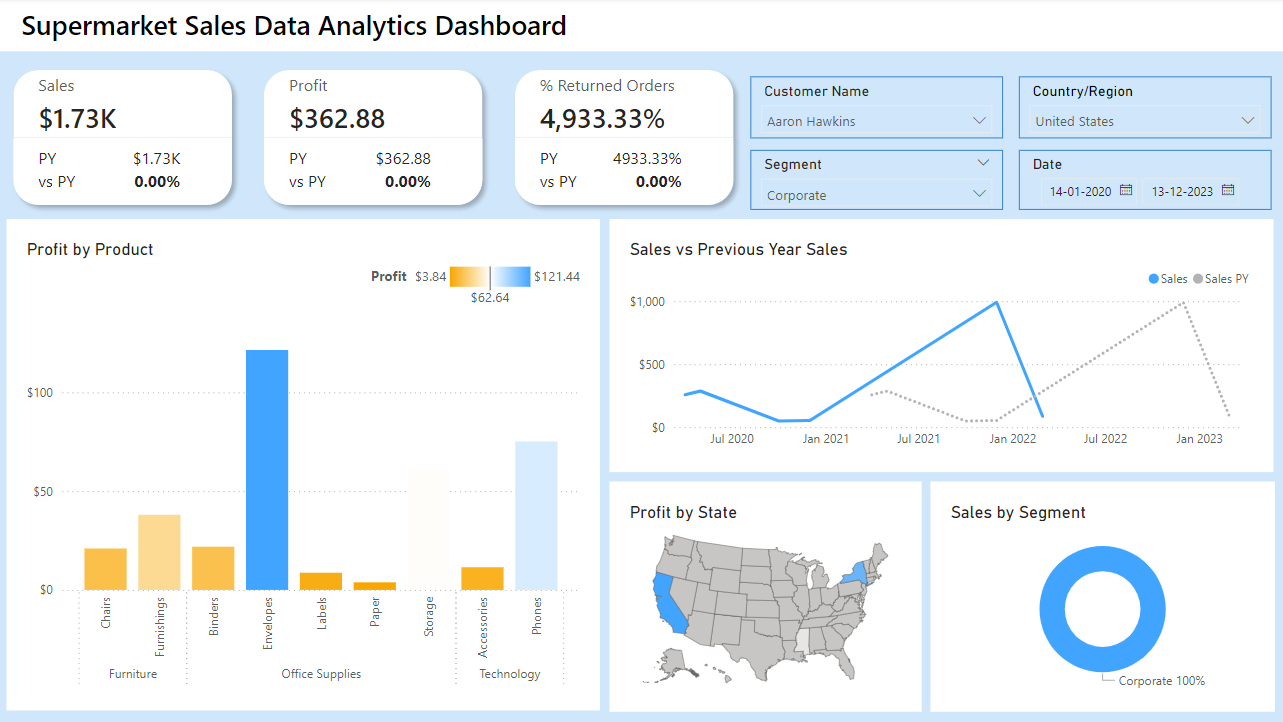 Supermarket Sales Data Analytics Dashboard
Sales
$1.73K
PY $1.73K
vs PY 0.00%
Profit
$362.88
PY $362.88
vs PY 0.00%
% Returned Orders
4,933.33%
PY 4933.33%
vs PY 0.00%
Customer Name
Aaron Hawkins
Country/Region
United States
Segment
Corporate
Date
14-01-2020 13-12-2023
Profit by Product
Profit $3.84 $121.44
$62.64
$100
$50
$0
Chairs
Furnishings
Binders
Envelopes
Labels
Paper
Storage
Accessories
Phones
Furniture Office Supplies Technology
Sales vs Previous Year Sales
Sales Sales PY
$1,000
$500
$0
Jul 2020 Jan 2021 Jul 2021 Jan 2022 Jul 2022 Jan 2023
Profit by State
Sales by Segment
Corporate 100%